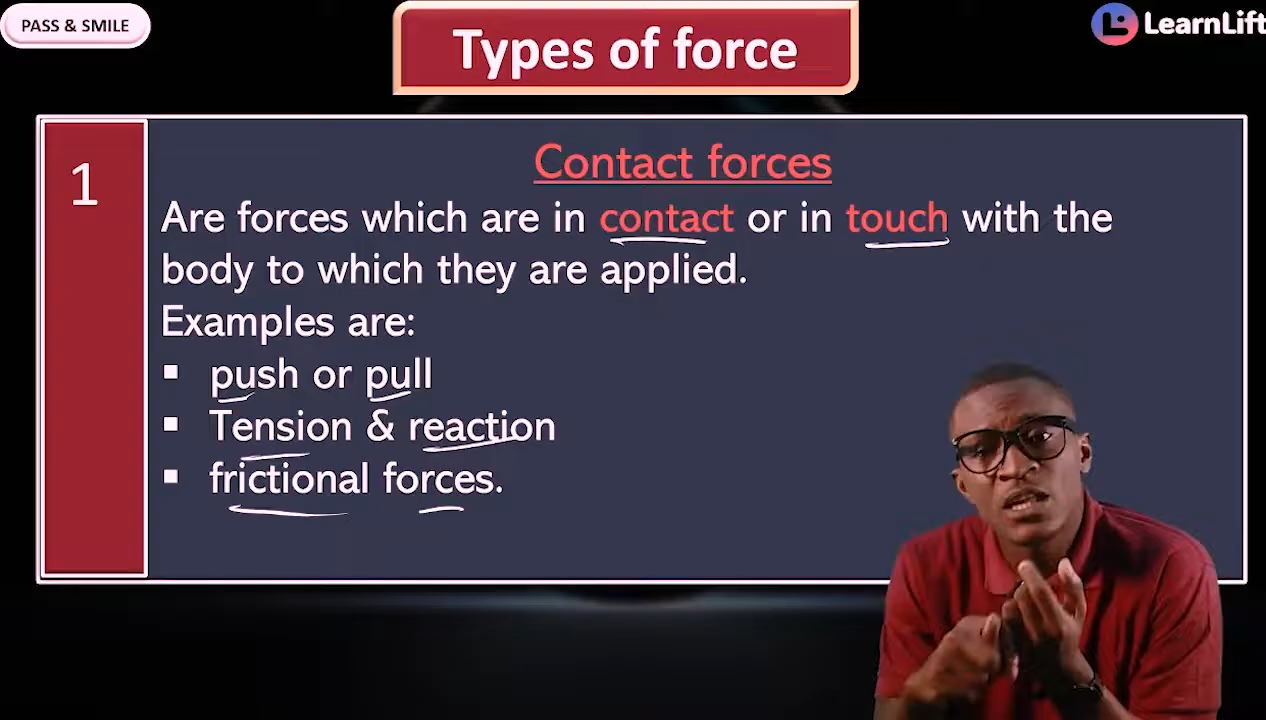 PASS & SMILE
Types of force
LearnLift
1
Contact forces
Are forces which are in contact or in touch with the
body to which they are applied.
Examples are:
▪ push or pull
▪ Tension & reaction
▪ frictional forces.